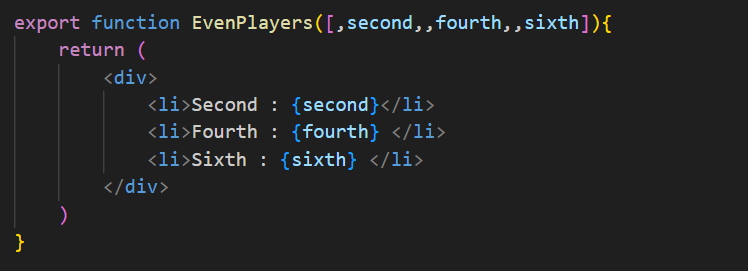 export function EvenPlayers([,second,,fourth,,sixth]){
return (
<div>
<li>Second : {second}</li>
<li>Fourth : {fourth} </li>
<li>Sixth : {sixth} </li>
</div>
)
}